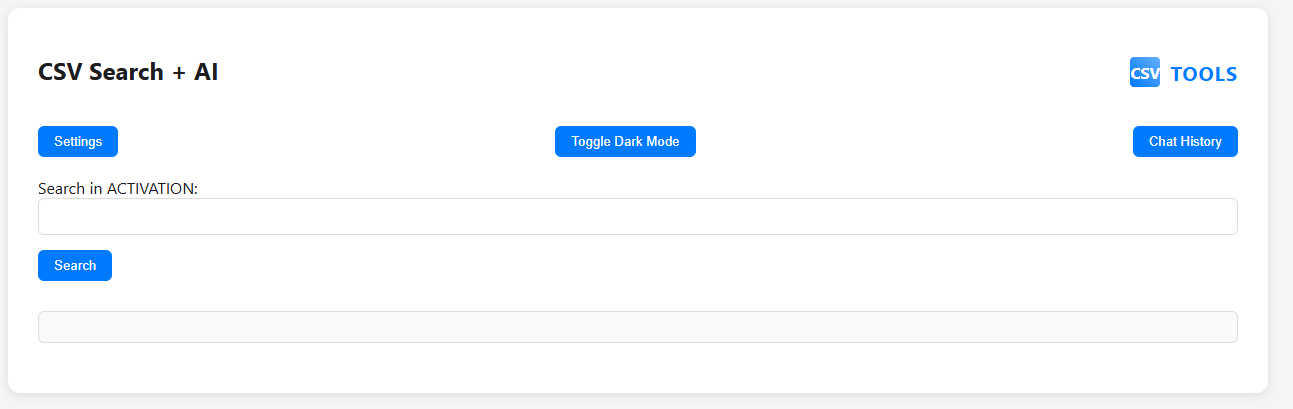 CSV Search + AI
CSV TOOLS
Settings
Toggle Dark Mode
Chat History
Search in ACTIVATION:
Search